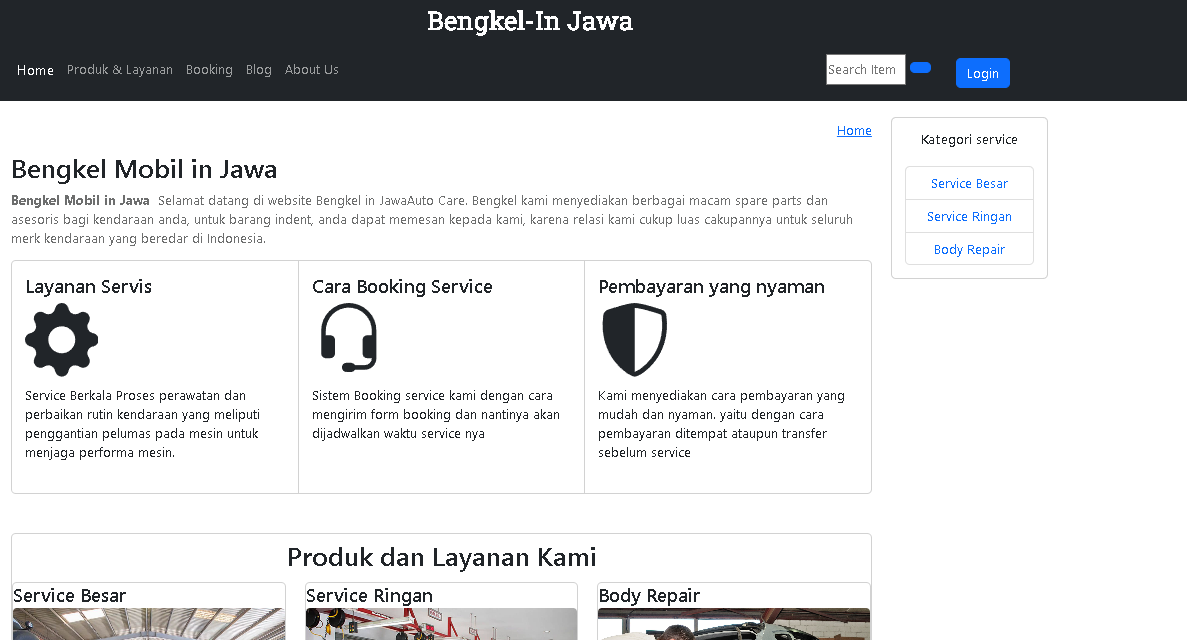 Bengkel-In Jawa
Home Produk & Layanan Booking Blog About Us Search Item Login
Home
Bengkel Mobil in Jawa
Bengkel Mobil in Jawa Selamat datang di website Bengkel in JawaAuto Care. Bengkel kami menyediakan berbagai macam spare parts dan
asesoris bagi kendaraan anda, untuk barang indent, anda dapat memesan kepada kami, karena relasi kami cukup luas cakupannya untuk seluruh
merk kendaraan yang beredar di Indonesia.
Layanan Servis
Service Berkala Proses perawatan dan
perbaikan rutin kendaraan yang meliputi
penggantian pelumas pada mesin untuk
menjaga performa mesin.
Cara Booking Service
Sistem Booking service kami dengan cara
mengirim form booking dan nantinya akan
dijadwalkan waktu service nya
Pembayaran yang nyaman
Kami menyediakan cara pembayaran yang
mudah dan nyaman. yaitu dengan cara
pembayaran ditempat ataupun transfer
sebelum service
Kategori service
Service Besar
Service Ringan
Body Repair
Produk dan Layanan Kami
Service Besar
Service Ringan
Body Repair